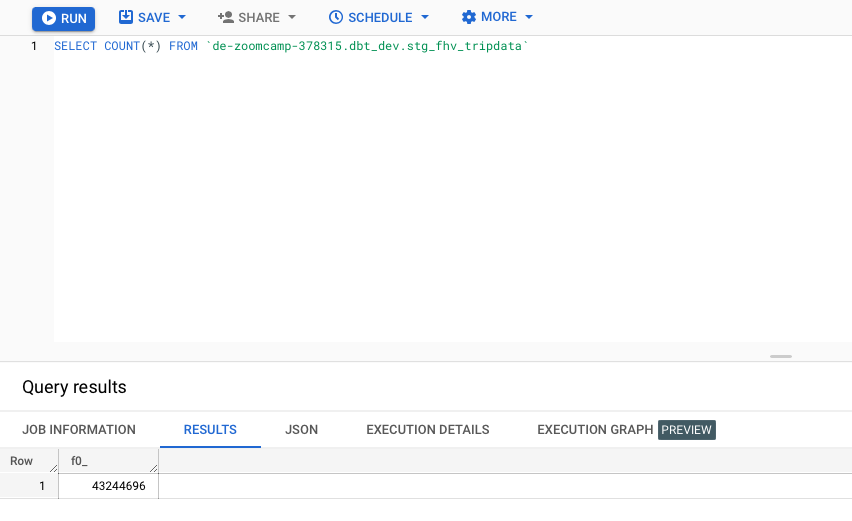 RUN SAVE SHARE SCHEDULE MORE
1 SELECT COUNT(*) FROM `de-zoomcamp-378315.dbt_dev.stg_fhv_tripdata`
Query results
JOB INFORMATION RESULTS JSON EXECUTION DETAILS EXECUTION GRAPH PREVIEW
Row f0_
1 43244696